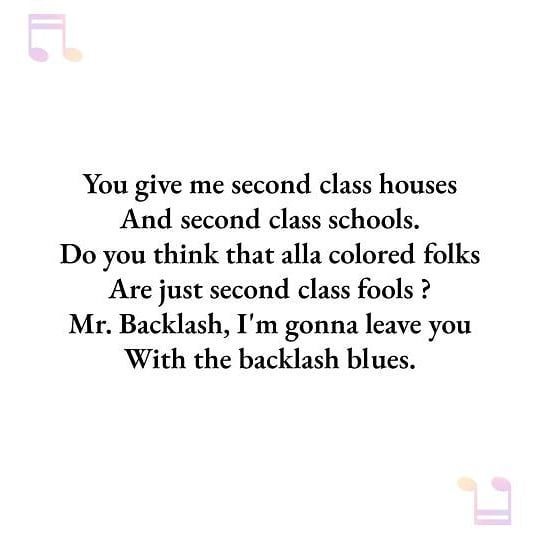 You give me second class houses
And second class schools.
Do you think that alla colored folks
Are just second class fools ?
Mr. Backlash, I'm gonna leave you
With the backlash blues.